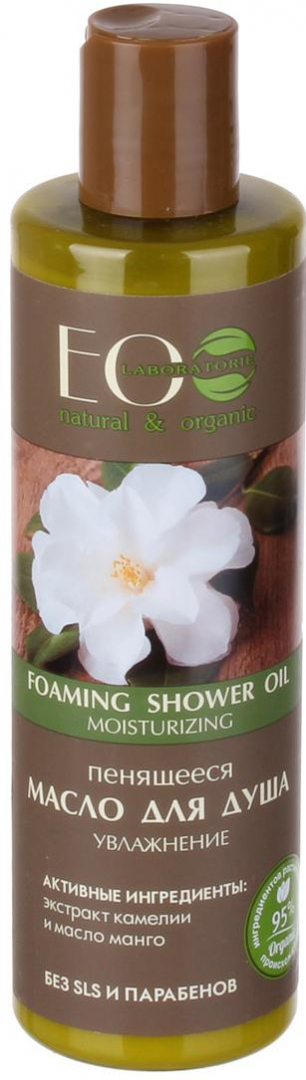 EO
LABORATORIE
natural & organic
FOAMING SHOWER OIL
MOISTURIZING
пенящееся
МАСЛО ДЛЯ ДУША
УВЛАЖНЕНИЕ
АКТИВНЫЕ ИНГРЕДИЕНТЫ:
экстракт камелии
и масло манго
ингредиентов
95%
Organic
БЕЗ SLS И ПАРАБЕНОВ